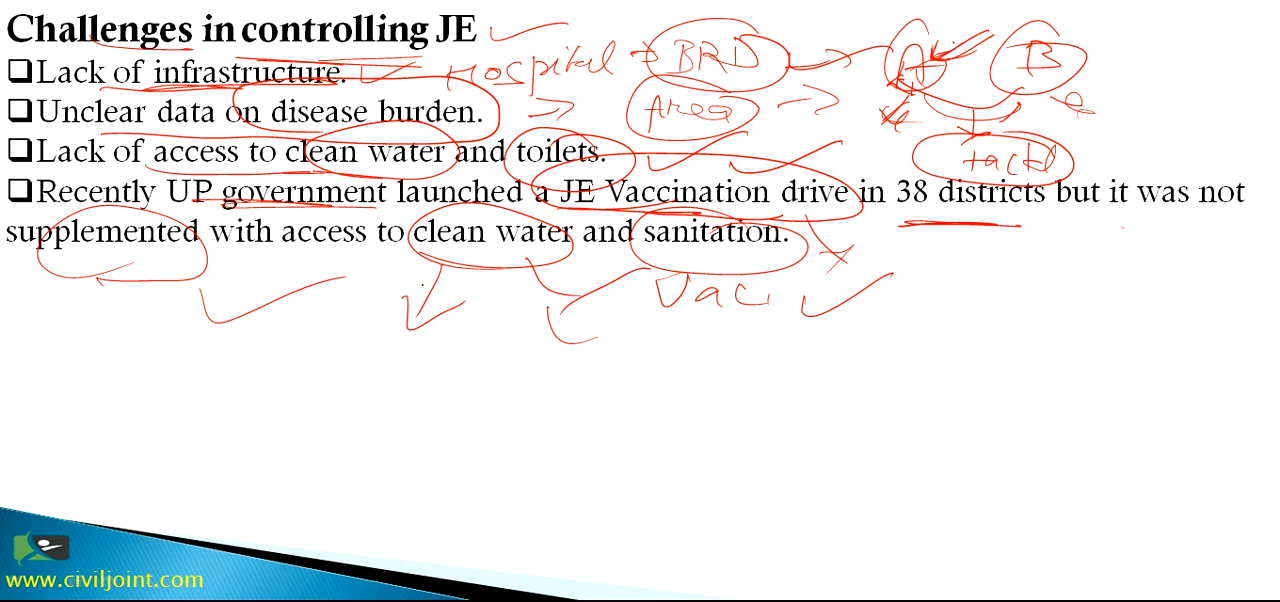 Challenges in controlling JE
❑Lack of infrastructure. Hospital → BRD → A B
❑Unclear data on disease burden. → Area →
❑Lack of access to clean water and toilets.
❑Recently UP government launched a JE Vaccination drive in 38 districts but it was not
supplemented with access to clean water and sanitation.
Vaci
www.civiljoint.com